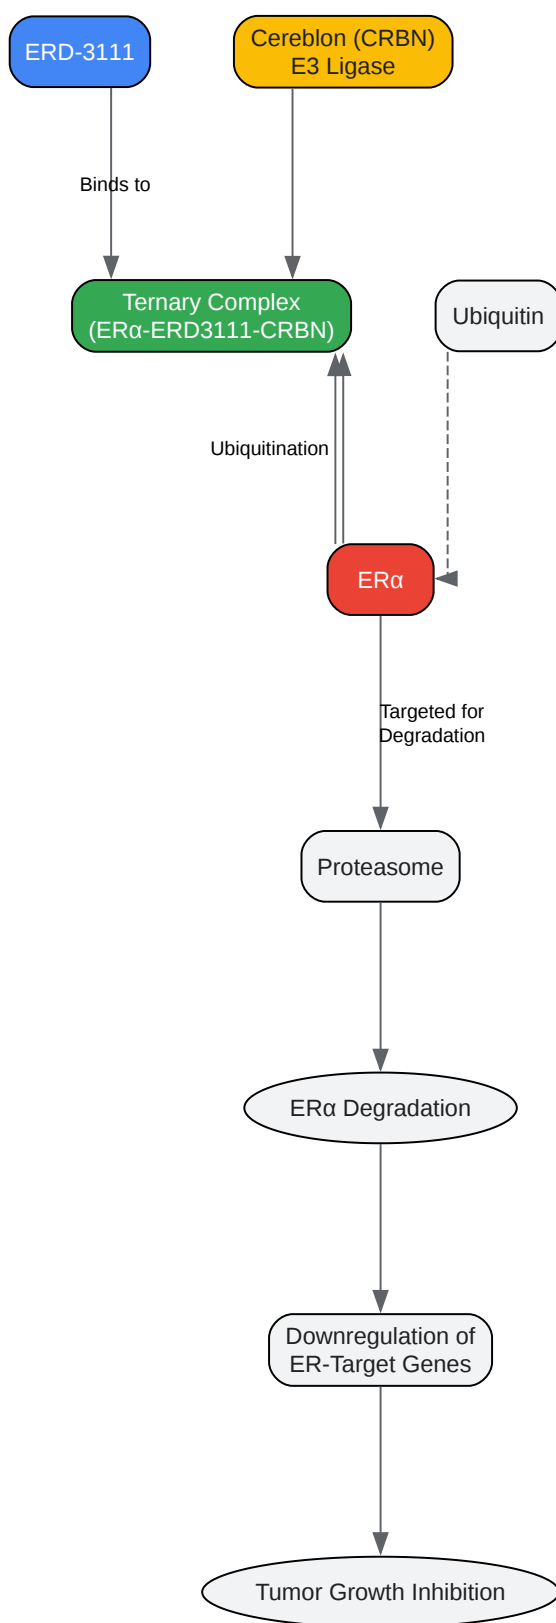 ERD-3111
Cereblon (CRBN)
E3 Ligase
Binds to
Ternary Complex
(ERα-ERD3111-CRBN)
Ubiquitin
Ubiquitination
ERα
Targeted for
Degradation
Proteasome
ERα Degradation
Downregulation of
ER-Target Genes
Tumor Growth Inhibition